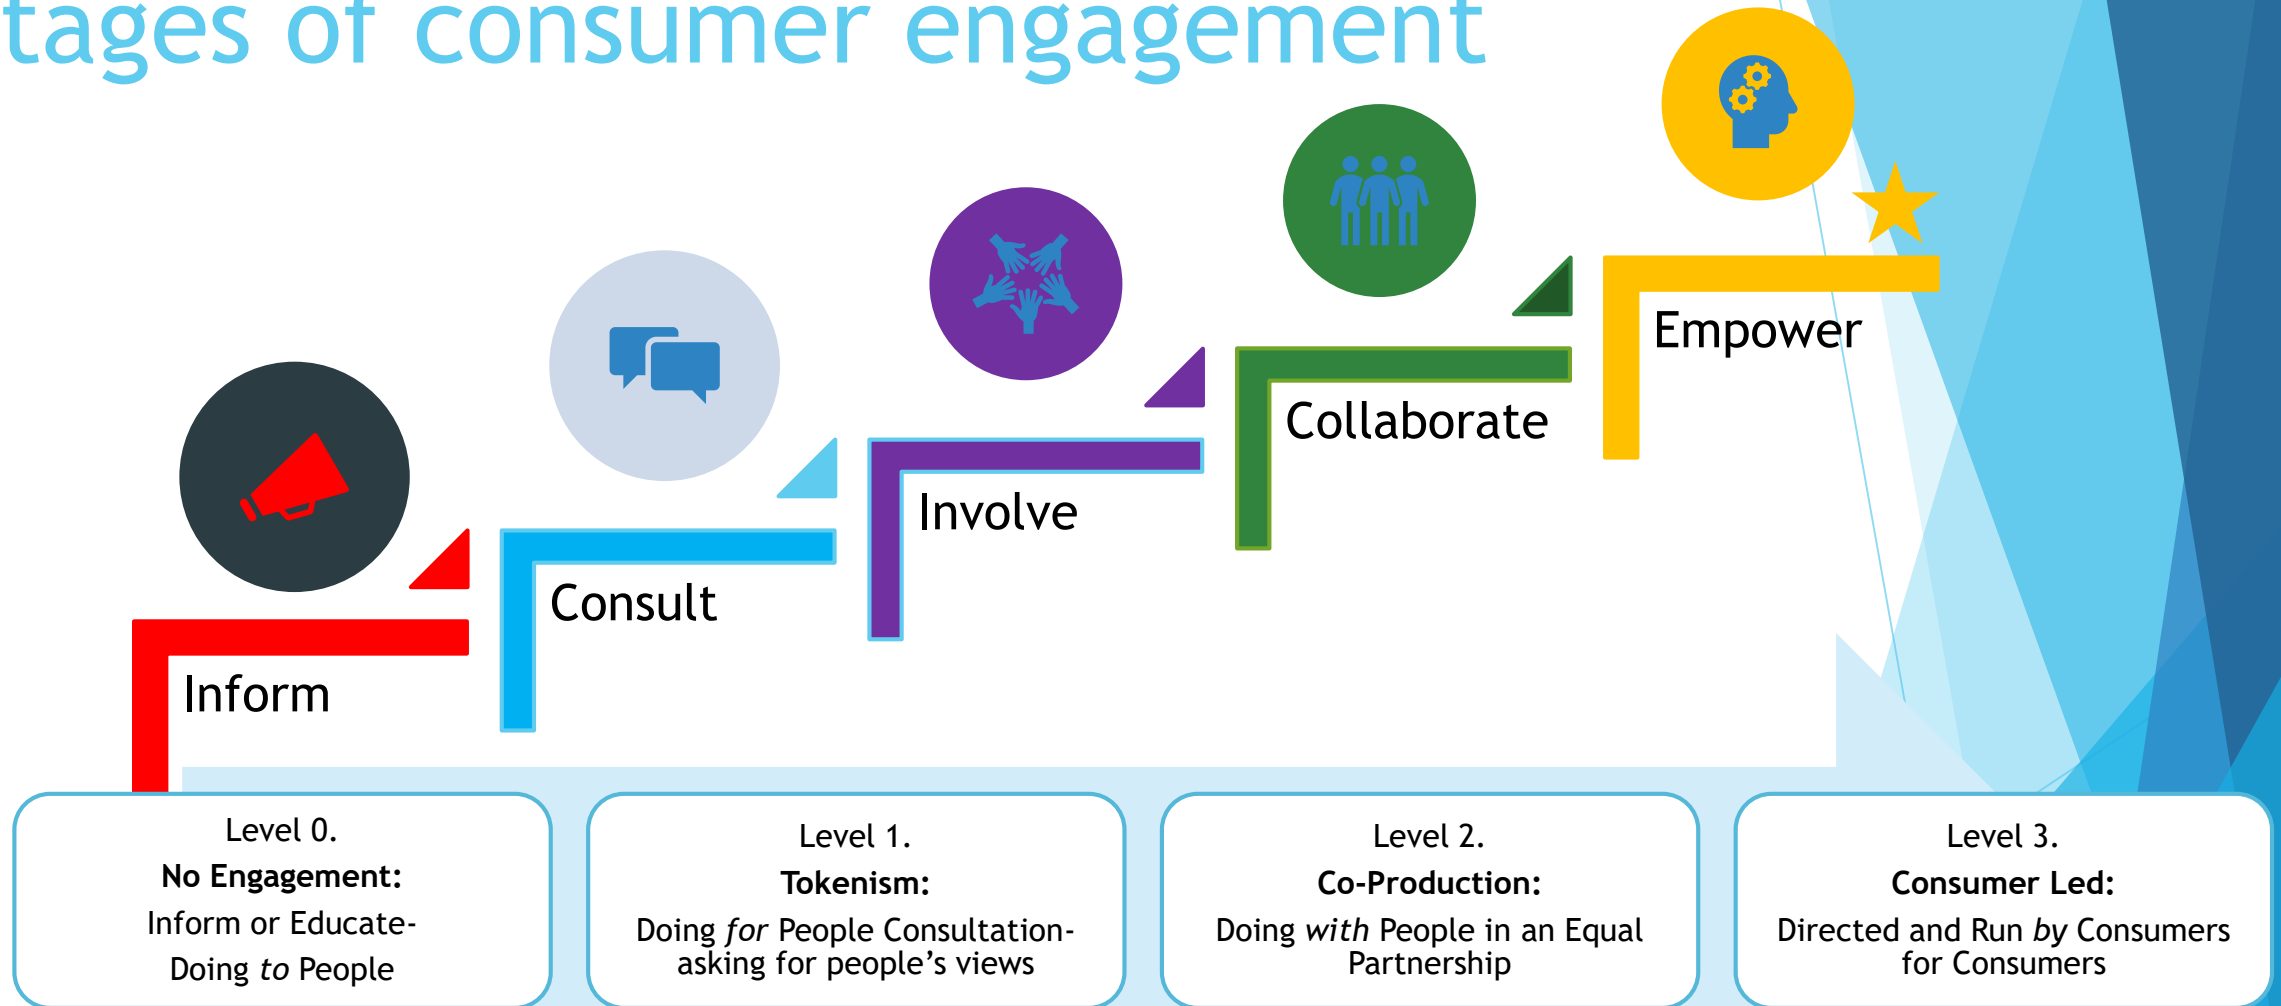 tages of consumer engagement
Empower
Collaborate
Involve
Consult
Inform
Level 0.
No Engagement:
Inform or Educate-
Doing to People
Level 1.
Tokenism:
Doing for People Consultation-
asking for people's views
Level 2.
Co-Production:
Doing with People in an Equal
Partnership
Level 3.
Consumer Led:
Directed and Run by Consumers
for Consumers